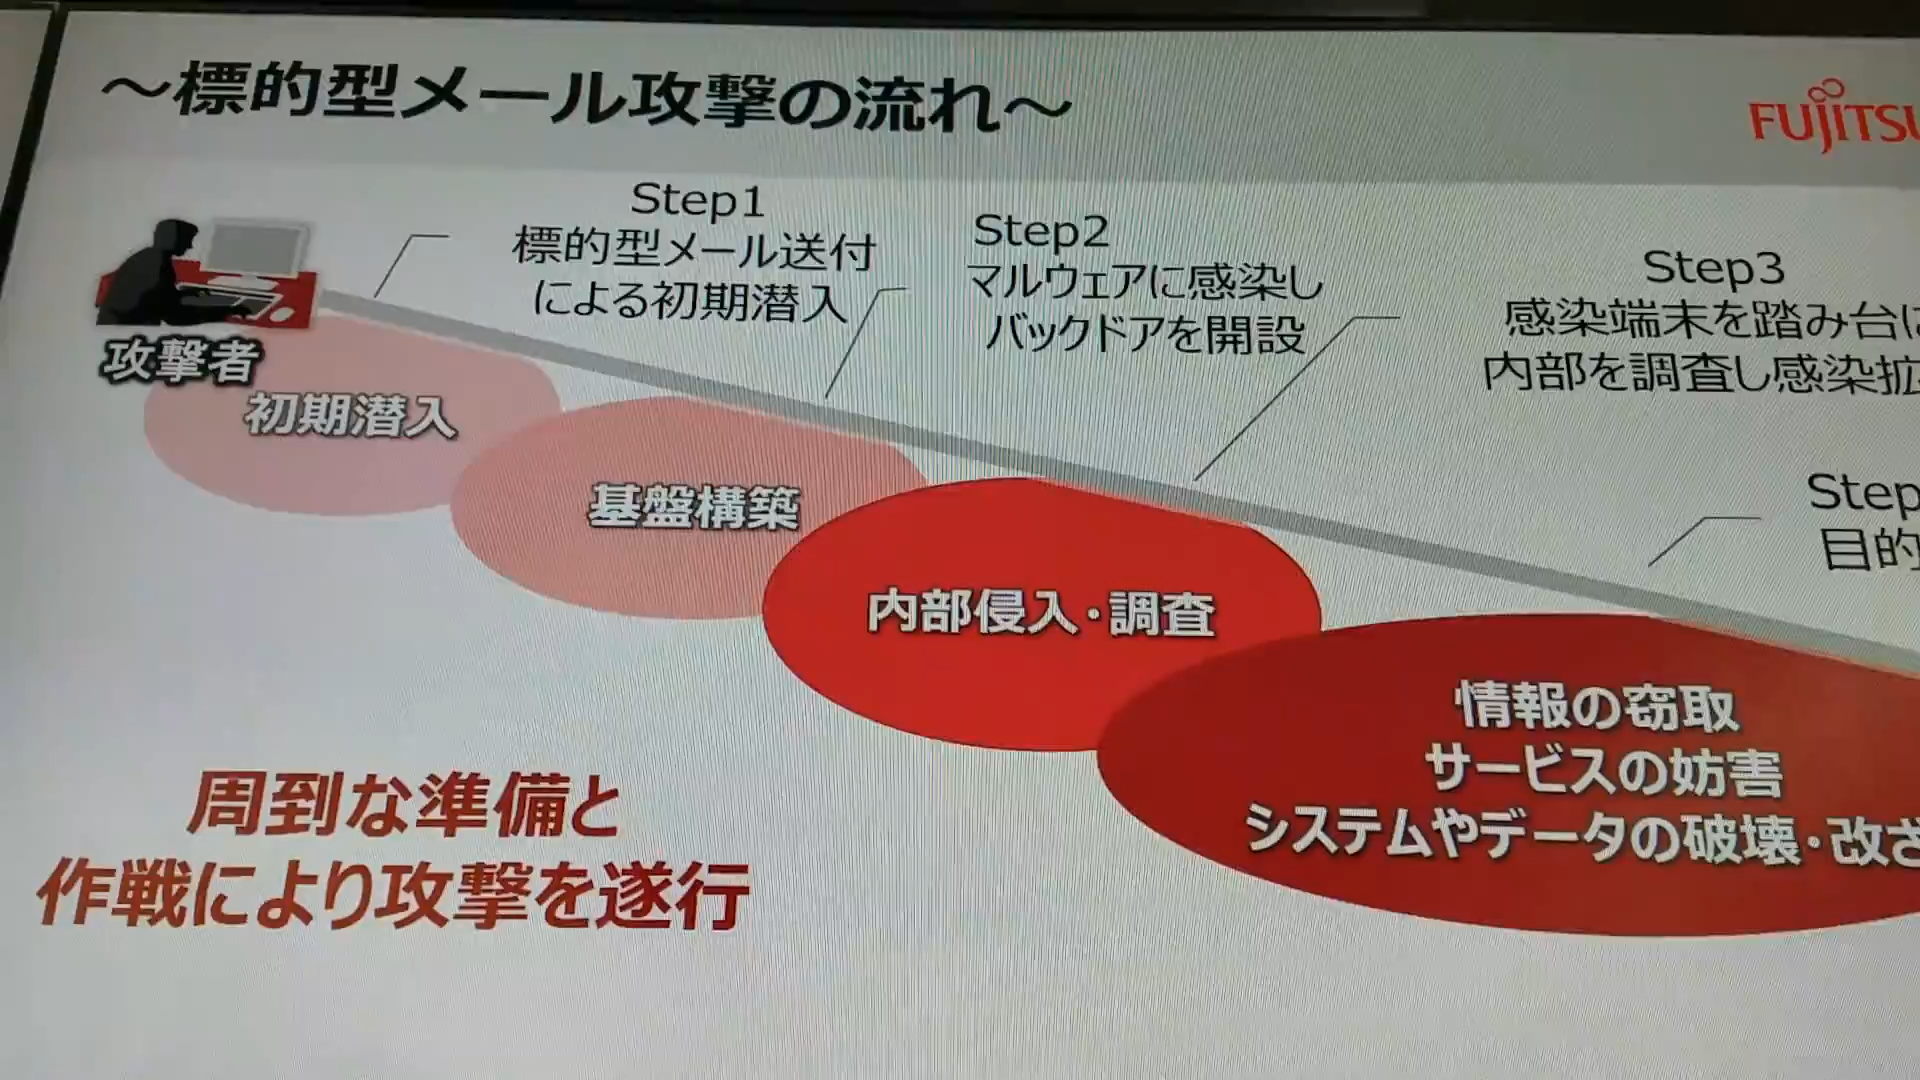 ～標的型メール攻撃の流れ～
FUJITSU
Step1
標的型メール送付
による初期潜入
Step2
マルウェアに感染し
バックドアを開設
Step3
感染端末を踏み台に
内部を調査し感染拡
Step
目的
攻撃者
初期潜入
基盤構築
内部侵入・調査
情報の窃取
サービスの妨害
システムやデータの破壊・改ざ
周到な準備と
作戦により攻撃を遂行